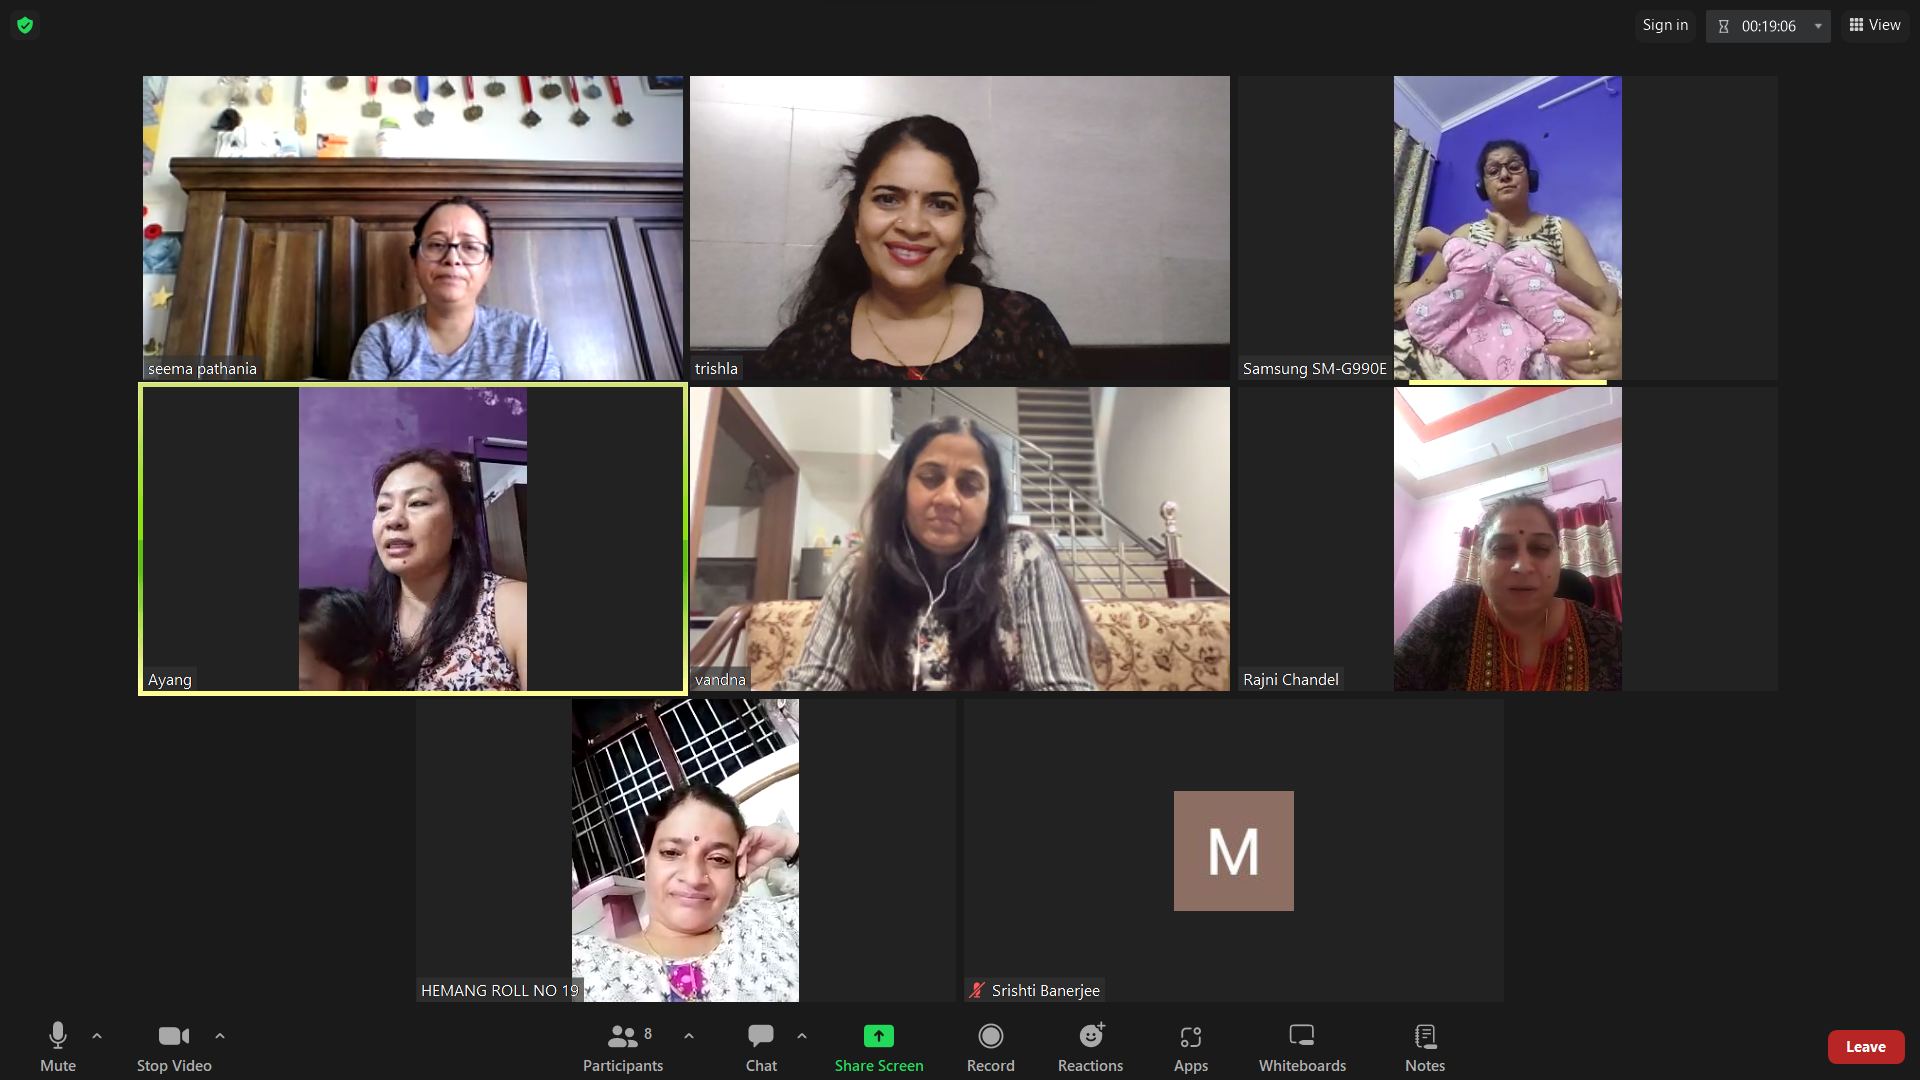 Sign in
00:19:06
View
seema pathania
trishla
Samsung SM-G990E
Ayang
vandna
Rajni Chandel
HEMANG ROLL NO 19
M
Srishti Banerjee
Mute
Stop Video
8
Participants
Chat
Share Screen
Record
Reactions
Apps
Whiteboards
Notes
Leave